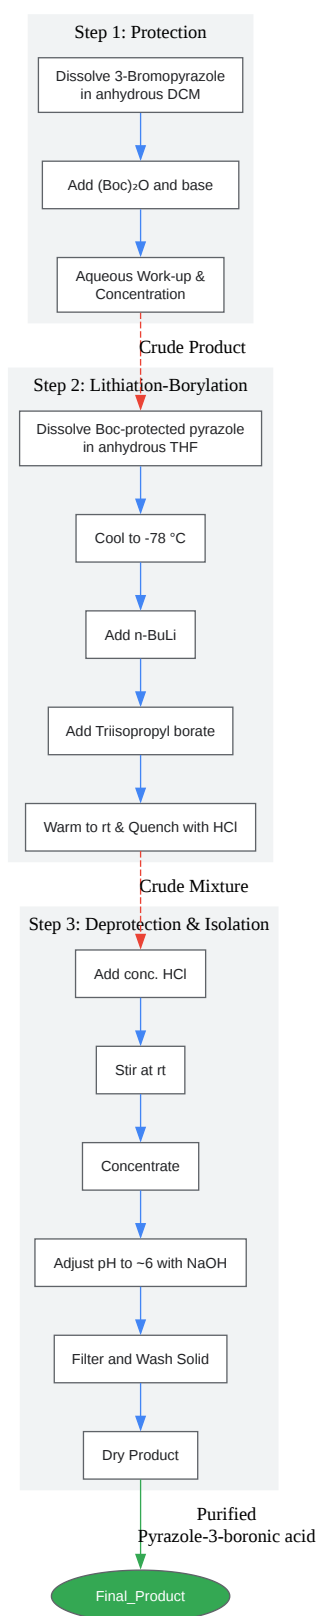 Step 1: Protection
Dissolve 3-Bromopyrazole
in anhydrous DCM
Add (Boc)₂O and base
Aqueous Work-up &
Concentration
Crude Product
Step 2: Lithiation-Borylation
Dissolve Boc-protected pyrazole
in anhydrous THF
Cool to -78 °C
Add n-BuLi
Add Triisopropyl borate
Warm to rt & Quench with HCl
Crude Mixture
Step 3: Deprotection & Isolation
Add conc. HCl
Stir at rt
Concentrate
Adjust pH to ~6 with NaOH
Filter and Wash Solid
Dry Product
Purified
Pyrazole-3-boronic acid
Final_Product